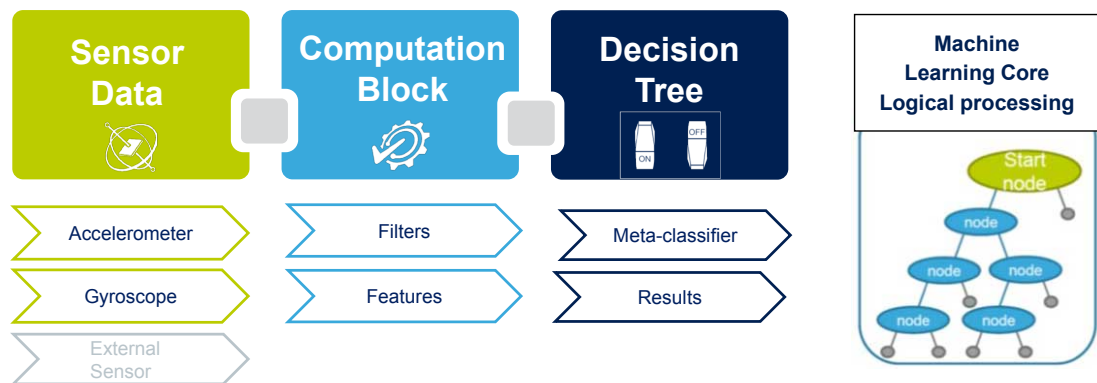 Sensor
Data
Computation
Block
Decision
Tree
ON
OFF
Accelerometer
Gyroscope
External
Sensor
Filters
Features
Meta-classifier
Results
Machine
Learning Core
Logical processing
Start
node
node
node
node
node
node